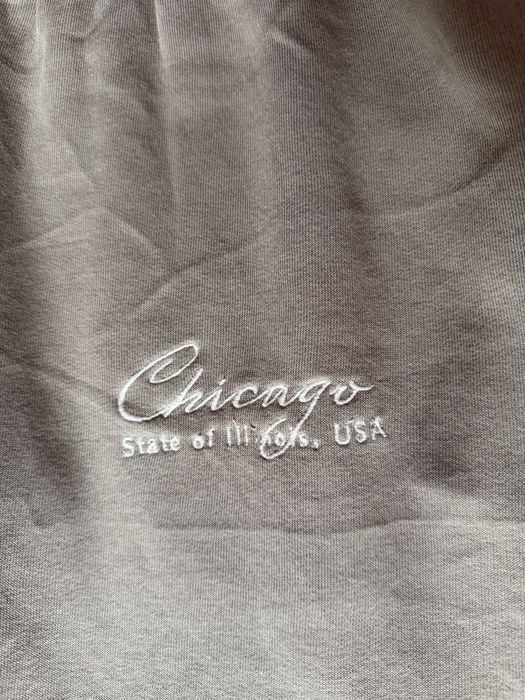 Chicago
State of Illinois, USA